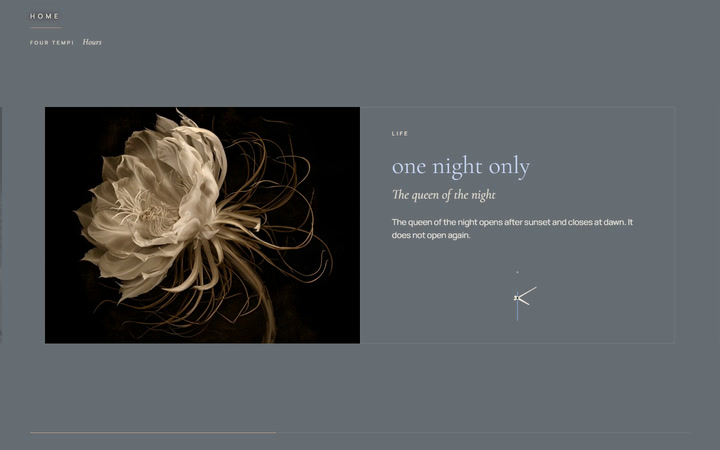 HOME
FOUR TEMPI Hours
LIFE
one night only
The queen of the night
The queen of the night opens after sunset and closes at dawn. It
does not open again.